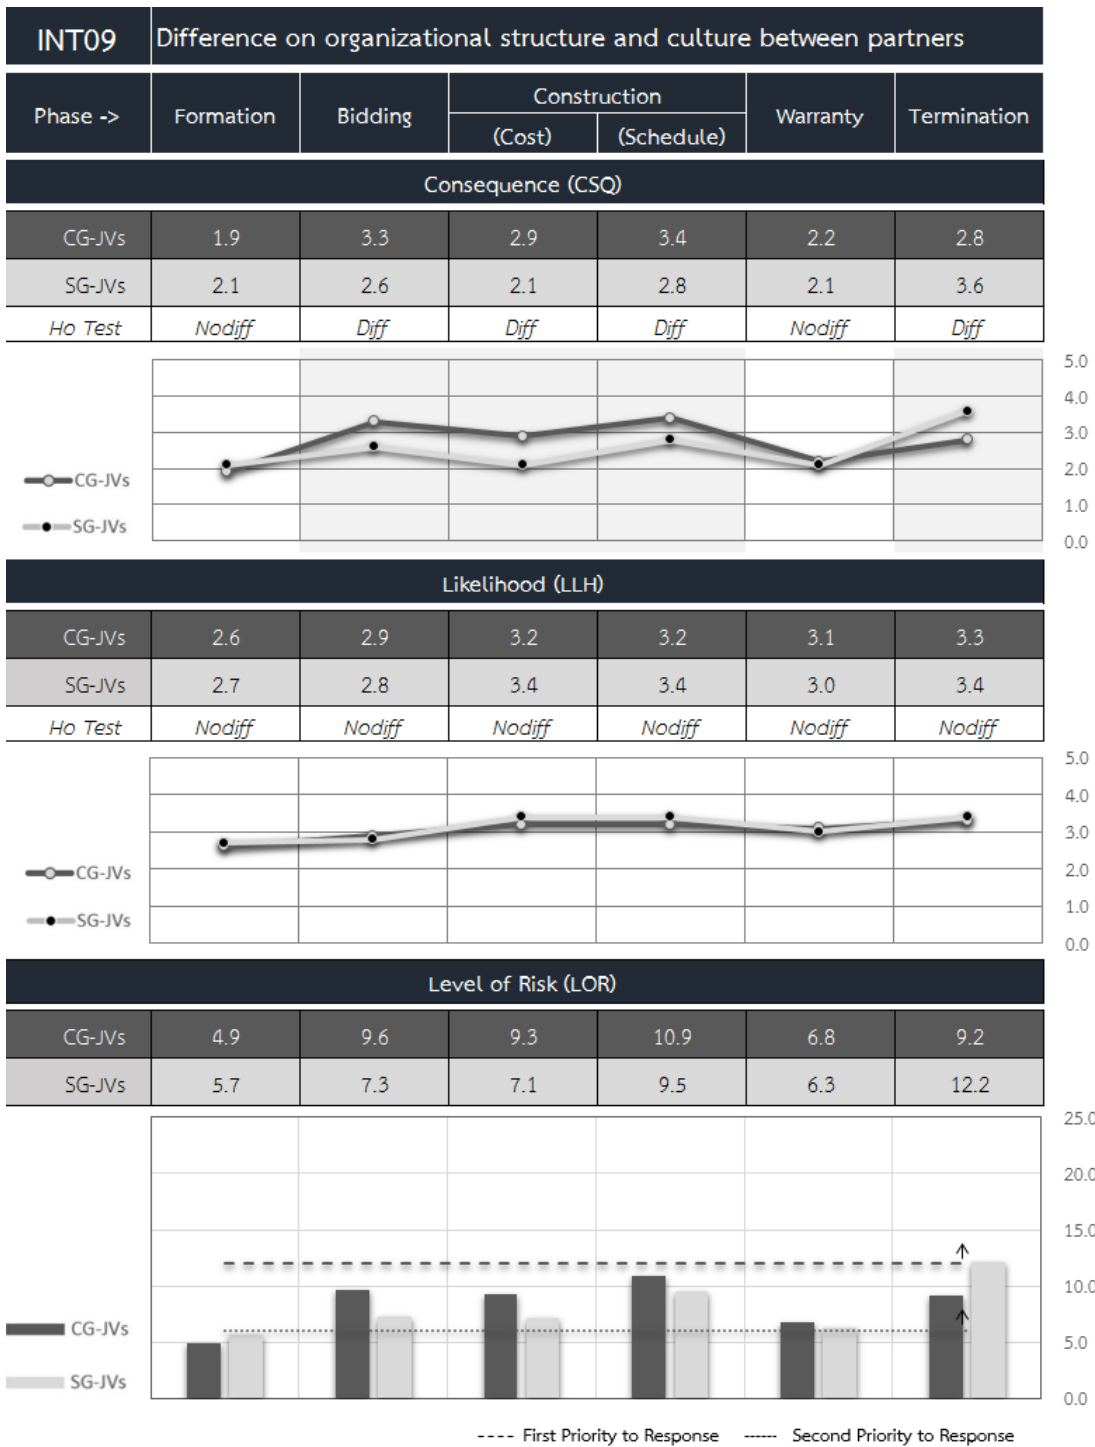 INT09 Difference on organizational structure and culture between partners
Phase -> Formation Bidding Construction Warranty Termination
(Cost) (Schedule)
Consequence (CSQ)
CG-JVs 1.9 3.3 2.9 3.4 2.2 2.8
SG-JVs 2.1 2.6 2.1 2.8 2.1 3.6
Ho Test Nodiff Diff Diff Diff Nodiff Diff
5.0
4.0
3.0
2.0
1.0
0.0
CG-JVs
SG-JVs
Likelihood (LLH)
CG-JVs 2.6 2.9 3.2 3.2 3.1 3.3
SG-JVs 2.7 2.8 3.4 3.4 3.0 3.4
Ho Test Nodiff Nodiff Nodiff Nodiff Nodiff Nodiff
5.0
4.0
3.0
2.0
1.0
0.0
CG-JVs
SG-JVs
Level of Risk (LOR)
CG-JVs 4.9 9.6 9.3 10.9 6.8 9.2
SG-JVs 5.7 7.3 7.1 9.5 6.3 12.2
25.0
20.0
15.0
10.0
5.0
0.0
CG-JVs
SG-JVs
---- First Priority to Response ------ Second Priority to Response